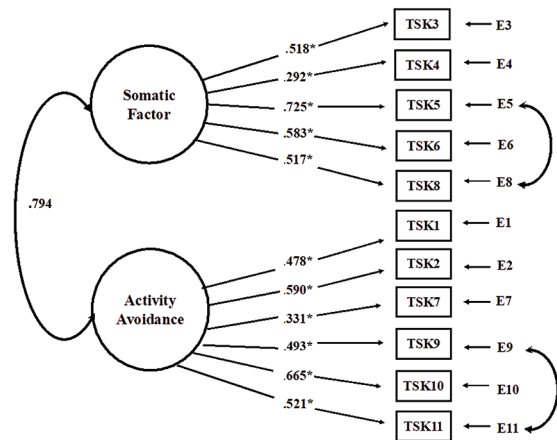 TSK3
E3
.518*
TSK4
E4
.292*
Somatic
Factor
TSK5
E5
.725*
TSK6
E6
.583*
TSK8
E8
.517*
.794
TSK1
E1
.478*
TSK2
E2
.590*
Activity
Avoidance
TSK7
E7
.331*
TSK9
E9
.493*
TSK10
E10
.665*
TSK11
E11
.521*